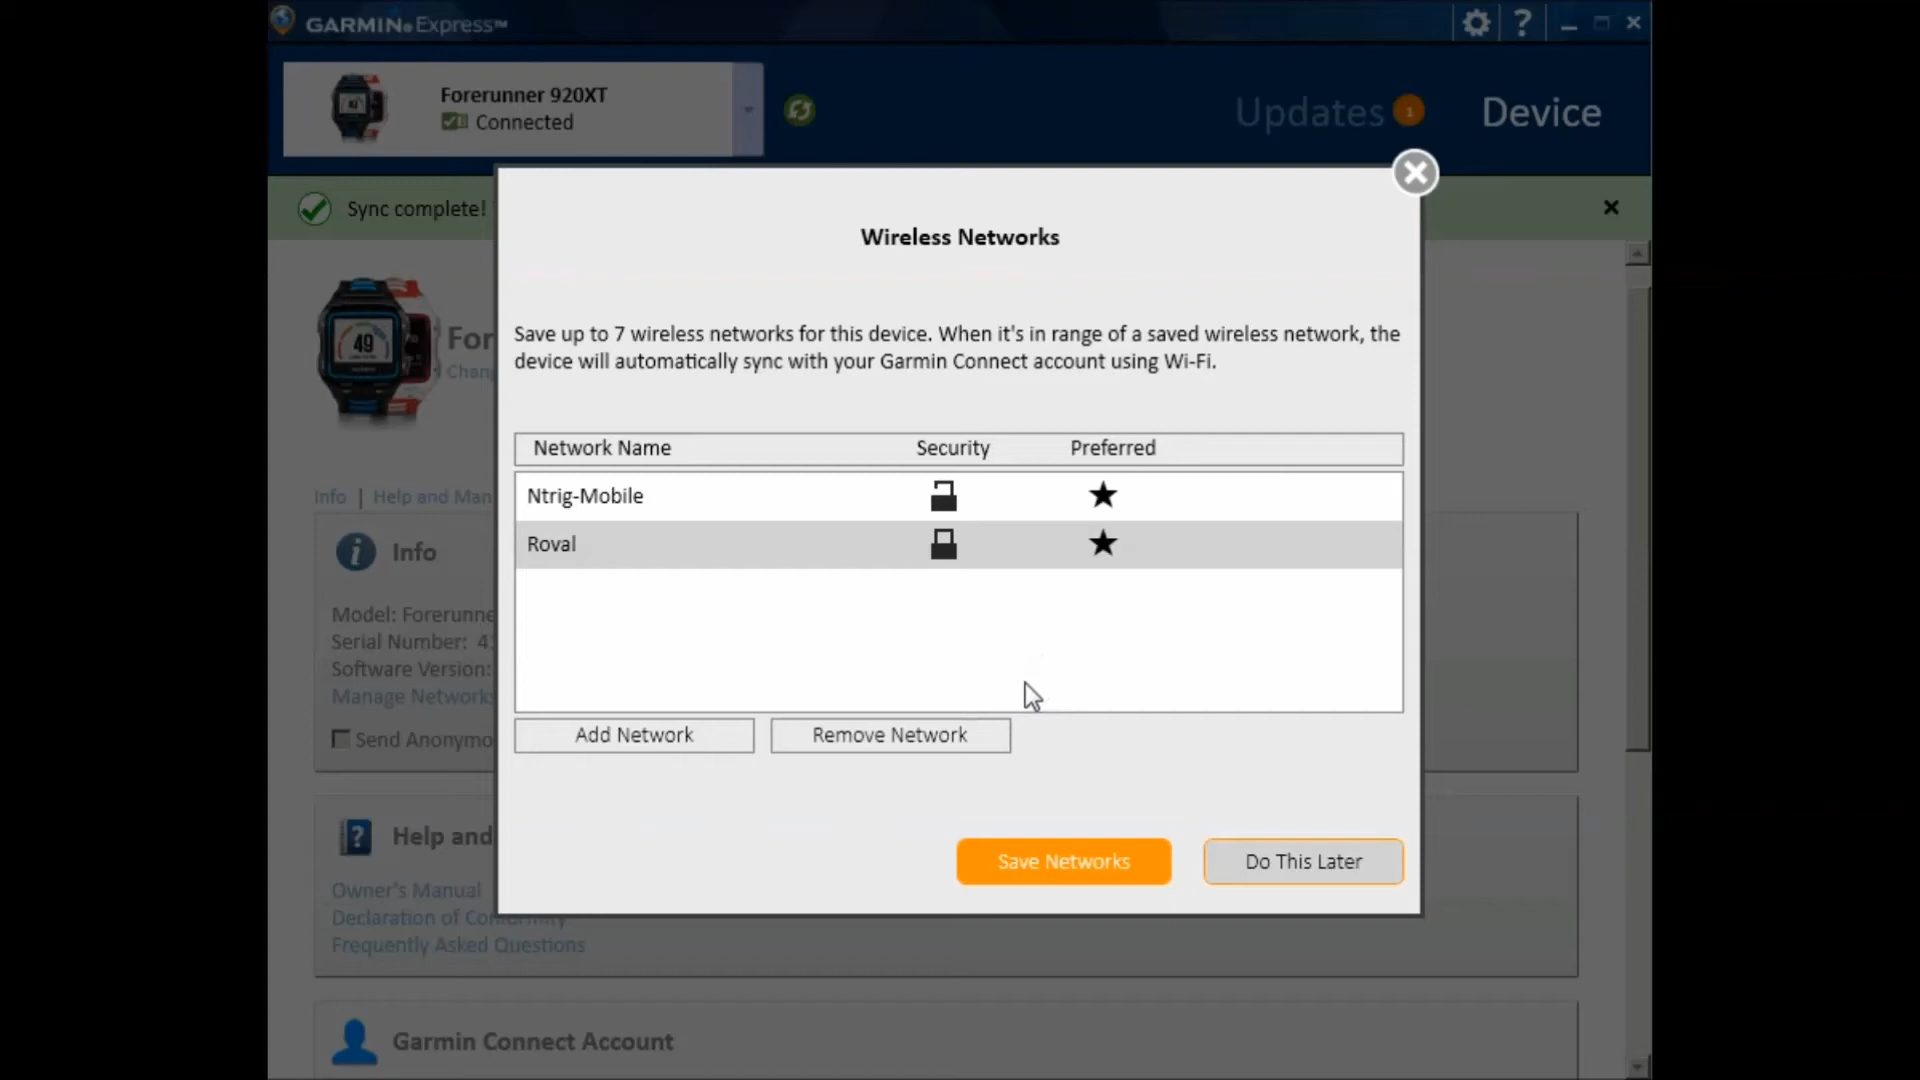 GARMIN Express™
Forerunner 920XT
Connected
Updates 1
Device
Sync complete!
Wireless Networks
Save up to 7 wireless networks for this device. When it's in range of a saved wireless network, the
device will automatically sync with your Garmin Connect account using Wi-Fi.
Network Name Security Preferred
Ntrig-Mobile
Roval
Add Network
Remove Network
Save Networks
Do This Later
49
For
Chan
Info | Help and Man
Info
Model: Forerunne
Serial Number: 4
Software Version:
Manage Networks
Send Anonymo
Help and
Owner's Manual
Declaration of Conformity
Frequently Asked Questions
Garmin Connect Account